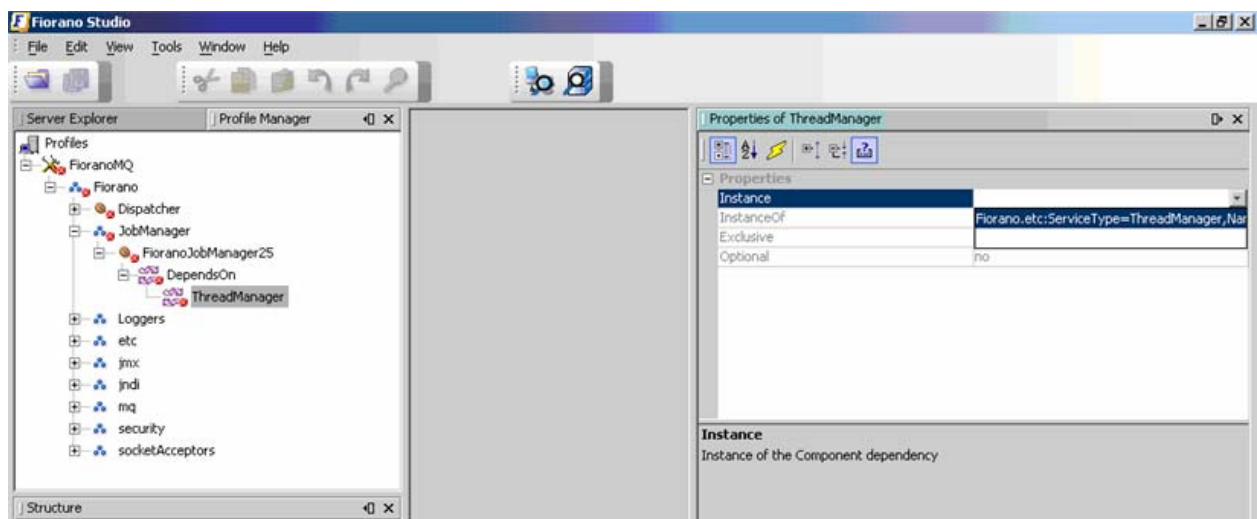 Fiorano Studio
File Edit View Tools Window Help
Server Explorer Profile Manager
Profiles
FioranoMQ
Fiorano
Dispatcher
JobManager
FioranoJobManager25
DependsOn
ThreadManager
Loggers
etc
jmx
jndi
mq
security
socketAcceptors
Structure
Properties of ThreadManager
Properties
Instance
InstanceOf Fiorano.etc:ServiceType=ThreadManager,Nar
Exclusive
Optional no
Instance
Instance of the Component dependency